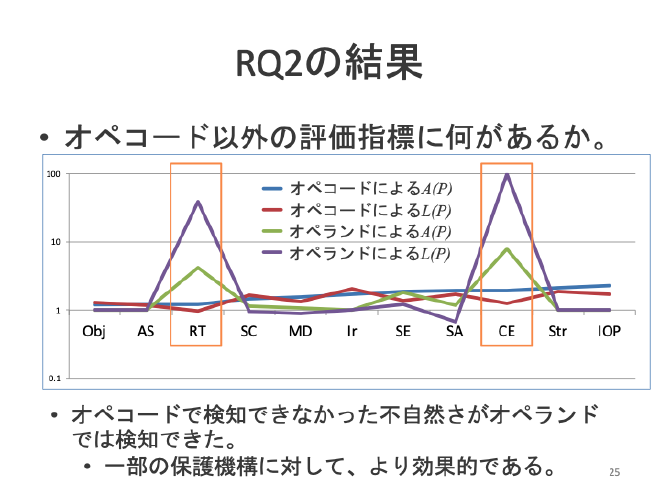 RQ2の結果
• オペコード以外の評価指標に何があるか。
100
オペコードによるA(P)
オペコードによるL(P)
オペランドによるA(P)
オペランドによるL(P)
10
1
Obj AS RT SC MD Ir SE SA CE Str IOP
0.1
• オペコードで検知できなかった不自然さがオペランド
では検知できた。
• 一部の保護機構に対して、より効果的である。
25